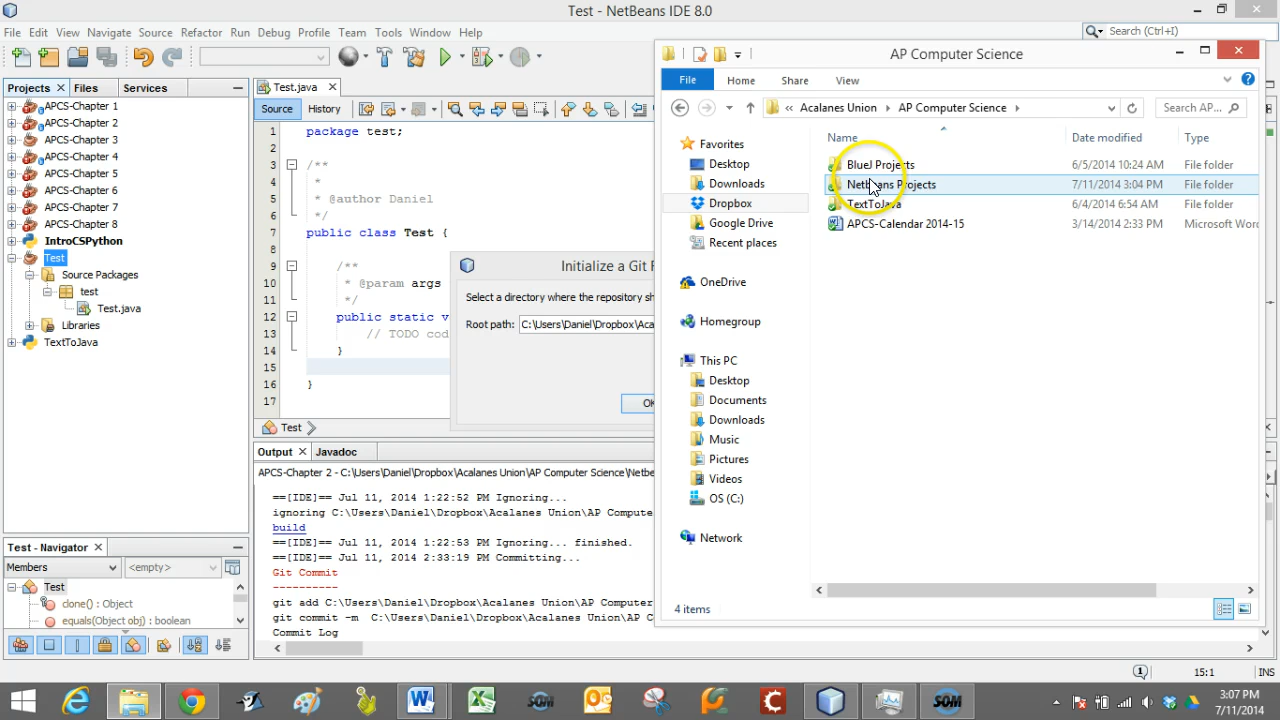 Test - NetBeans IDE 8.0
File Edit View Navigate Source Refactor Run Debug Profile Team Tools Window Help
Search (Ctrl+I)
Projects Files Services
APCS-Chapter 1
APCS-Chapter 2
APCS-Chapter 3
APCS-Chapter 4
APCS-Chapter 5
APCS-Chapter 6
APCS-Chapter 7
APCS-Chapter 8
IntroCSPython
Test
Source Packages
test
Test.java
Libraries
TextToJava
Test - Navigator
Members <empty>
Test
clone() : Object
equals(Object obj) : boolean
Test.java
Source History
1 package test;
2
3 /**
4 *
5 * @author Daniel
6 */
7 public class Test {
8
9 /**
10 * @param args
11 */
12 public static v
13 // TODO cod
14 }
15
16 }
17
Test
Initialize a Git R
Select a directory where the repository sh
Root path: C:\Users\Daniel\Dropbox\Aca
OK
Output Javadoc
APCS-Chapter 2 - C:\Users\Daniel\Dropbox\Acalanes Union\AP Computer Science\Netbe
==[IDE]== Jul 11, 2014 1:22:52 PM Ignoring...
ignoring C:\Users\Daniel\Dropbox\Acalanes Union\AP Compute
build
==[IDE]== Jul 11, 2014 1:22:53 PM Ignoring... finished.
==[IDE]== Jul 11, 2014 2:33:19 PM Committing...
Git Commit
----------
git add C:\Users\Daniel\Dropbox\Acalanes Union\AP Computer
git commit -m C:\Users\Daniel\Dropbox\Acalanes Union\AP C
Commit Log
AP Computer Science
File Home Share View
« Acalanes Union AP Computer Science
Search AP...
Favorites
Desktop
Downloads
Dropbox
Google Drive
Recent places
OneDrive
Homegroup
This PC
Desktop
Documents
Downloads
Music
Pictures
Videos
OS (C:)
Network
Name Date modified Type
BlueJ Projects 6/5/2014 10:24 AM File folder
Netbeans Projects 7/11/2014 3:04 PM File folder
TextToJava 6/4/2014 6:54 AM File folder
APCS-Calendar 2014-15 3/14/2014 2:33 PM Microsoft Word
4 items
1
15:1 INS
SOM
SOM
3:07 PM
7/11/2014